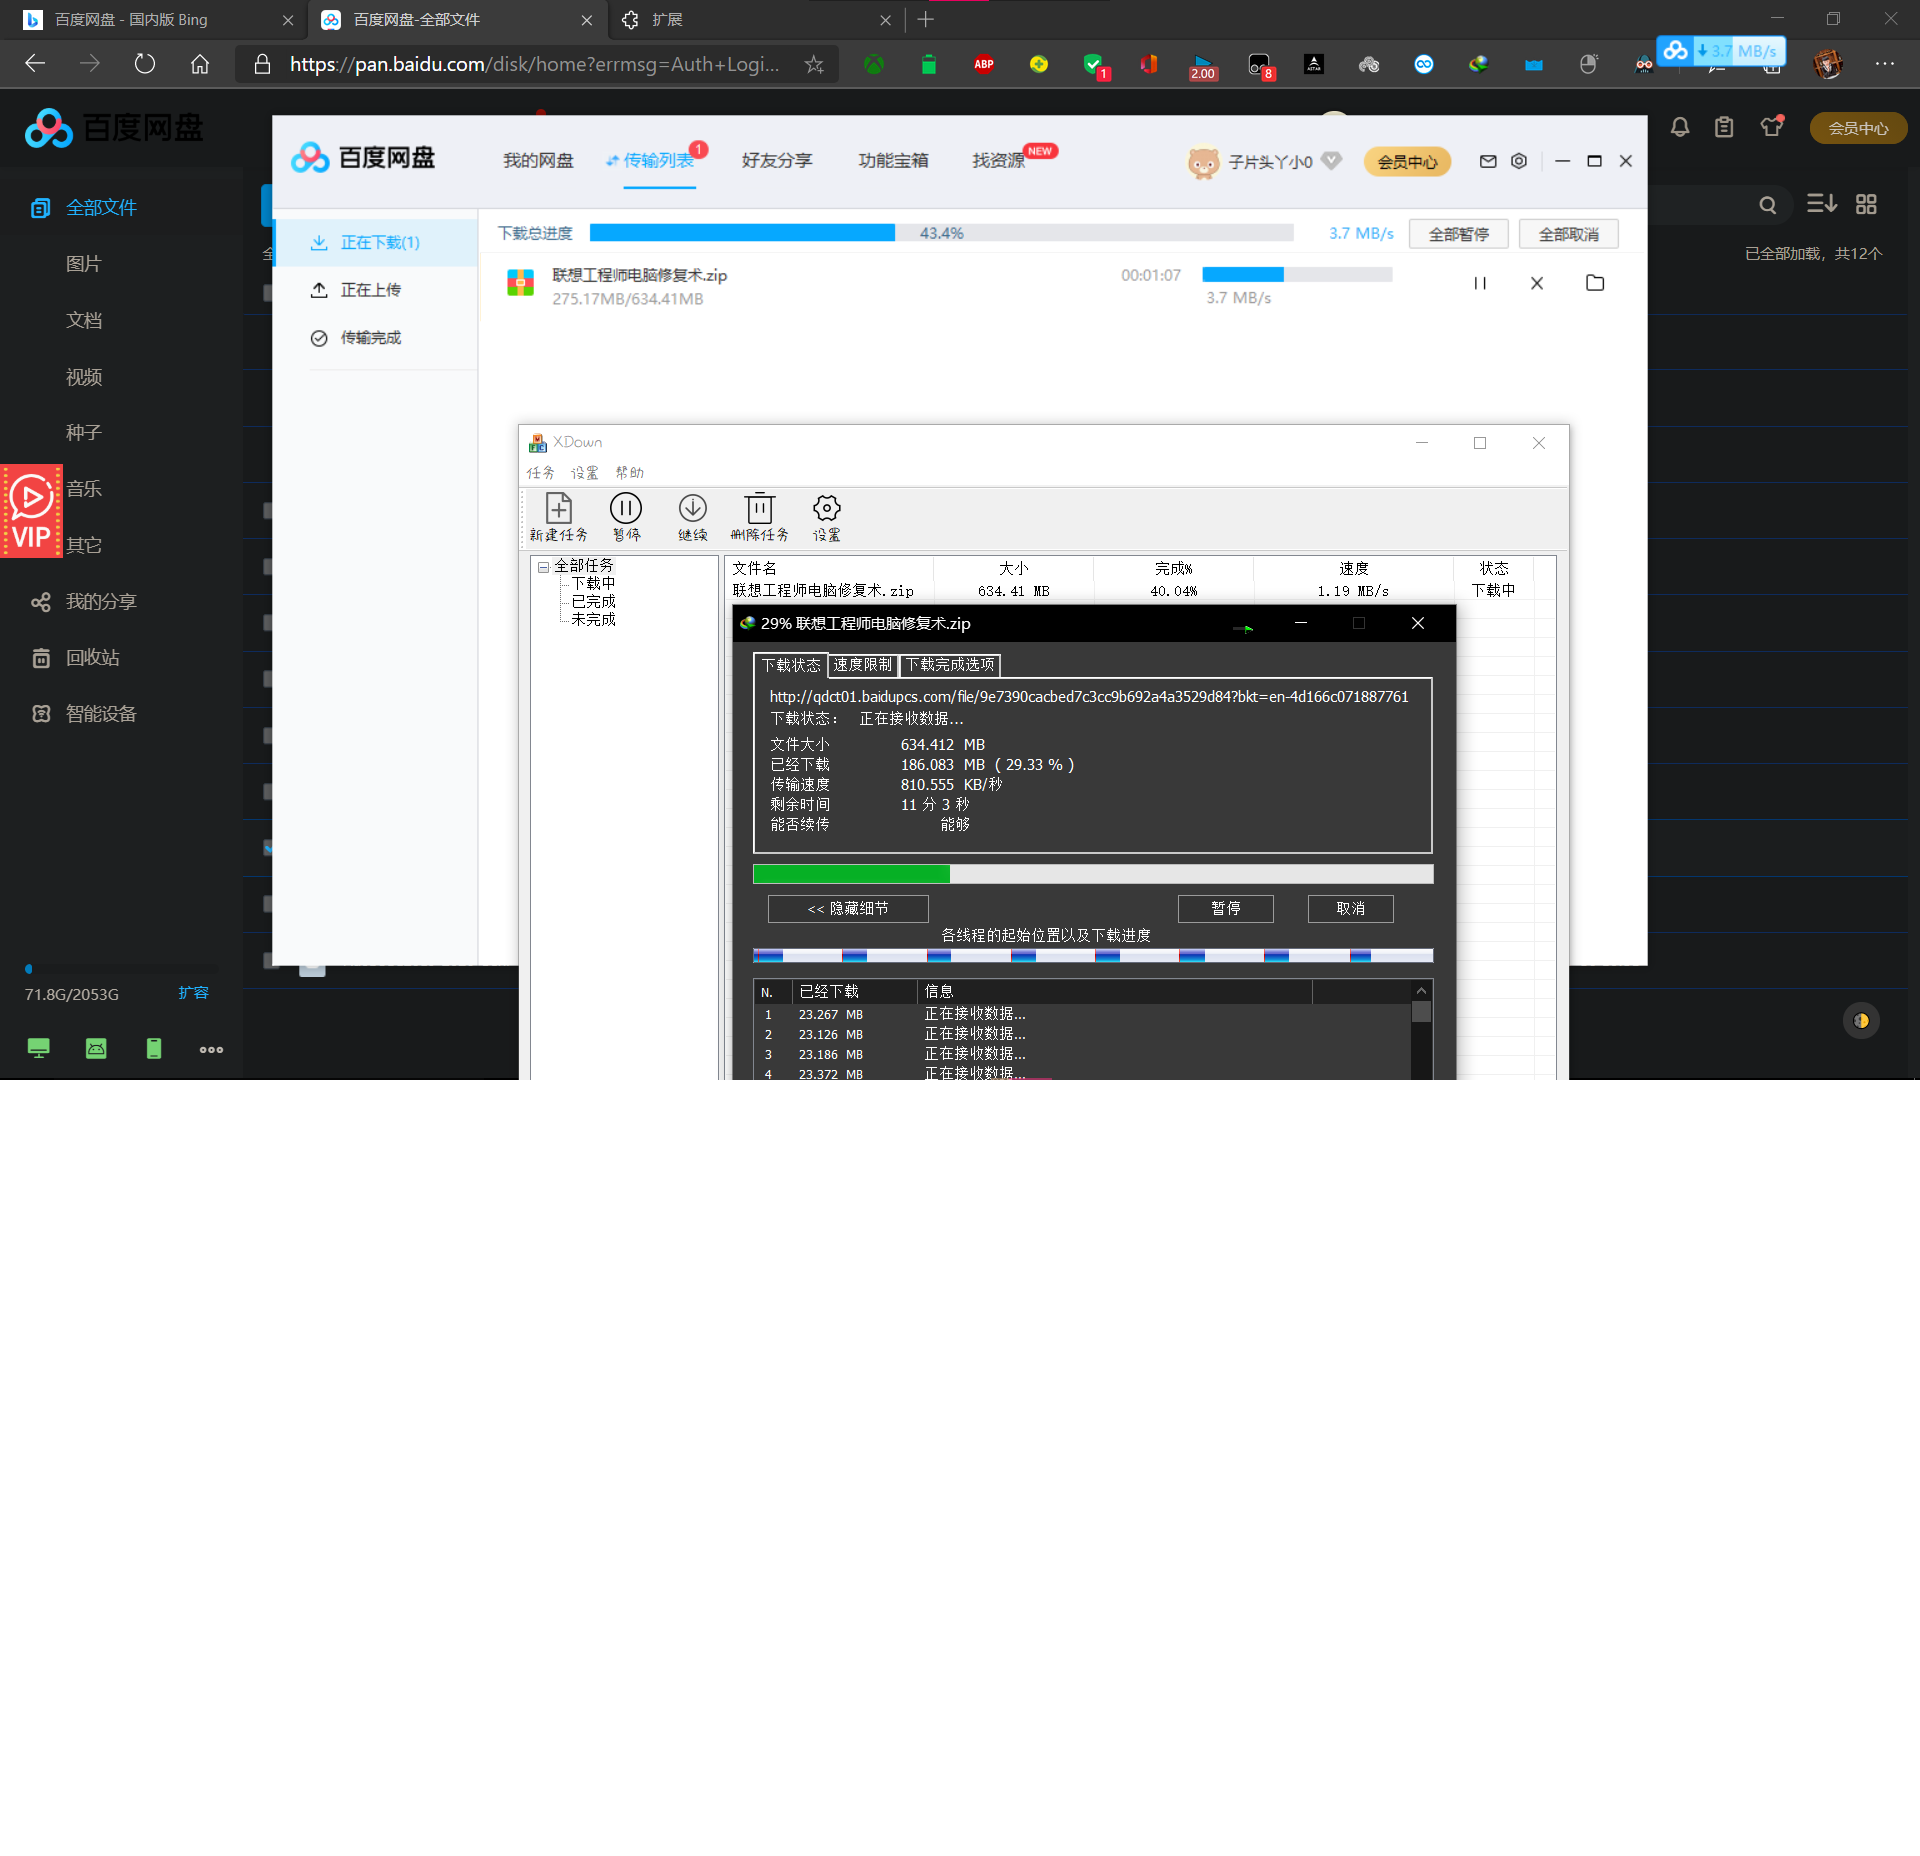 百度网盘 - 国内版 Bing
百度网盘-全部文件
扩展
https://pan.baidu.com/disk/home?errmsg=Auth+Logi...
ABP
1
2.00
8
3.7 MB/s
百度网盘
会员中心
百度网盘
我的网盘
传输列表
1
好友分享
功能宝箱
找资源
NEW
子片头丫小0
会员中心
全部文件
图片
文档
视频
种子
音乐
其它
VIP
我的分享
回收站
智能设备
71.8G/2053G
扩容
已全部加载，共12个
正在下载(1)
正在上传
传输完成
下载总进度
43.4%
3.7 MB/s
全部暂停
全部取消
联想工程师电脑修复术.zip
275.17MB/634.41MB
00:01:07
3.7 MB/s
XDown
任务 设置 帮助
新建任务 暂停 继续 删除任务 设置
全部任务
下载中
已完成
未完成
文件名 大小 完成% 速度 状态
联想工程师电脑修复术.zip 634.41 MB 40.04% 1.19 MB/s 下载中
29% 联想工程师电脑修复术.zip
下载状态 速度限制 下载完成选项
http://qdct01.baidupcs.com/file/9e7390cacbed7c3cc9b692a4a3529d84?bkt=en-4d166c071887761
下载状态： 正在接收数据...
文件大小 634.412 MB
已经下载 186.083 MB ( 29.33 % )
传输速度 810.555 KB/秒
剩余时间 11 分 3 秒
能否续传 能够
<< 隐藏细节 暂停 取消
各线程的起始位置以及下载进度
N. 已经下载 信息
1 23.267 MB 正在接收数据...
2 23.126 MB 正在接收数据...
3 23.186 MB 正在接收数据...
4 23.372 MB 正在接收数据...